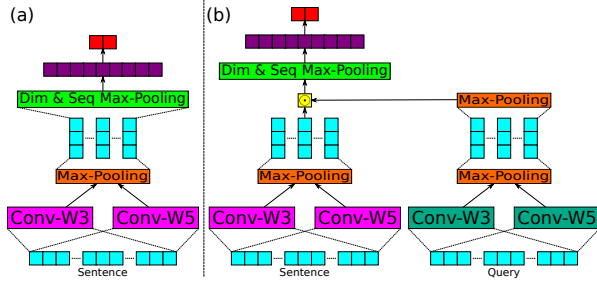 (a)
Dim & Seq Max-Pooling
Max-Pooling
Conv-W3 Conv-W5
Sentence
(b)
Dim & Seq Max-Pooling
Max-Pooling
Max-Pooling Max-Pooling
Conv-W3 Conv-W5 Conv-W3 Conv-W5
Sentence Query